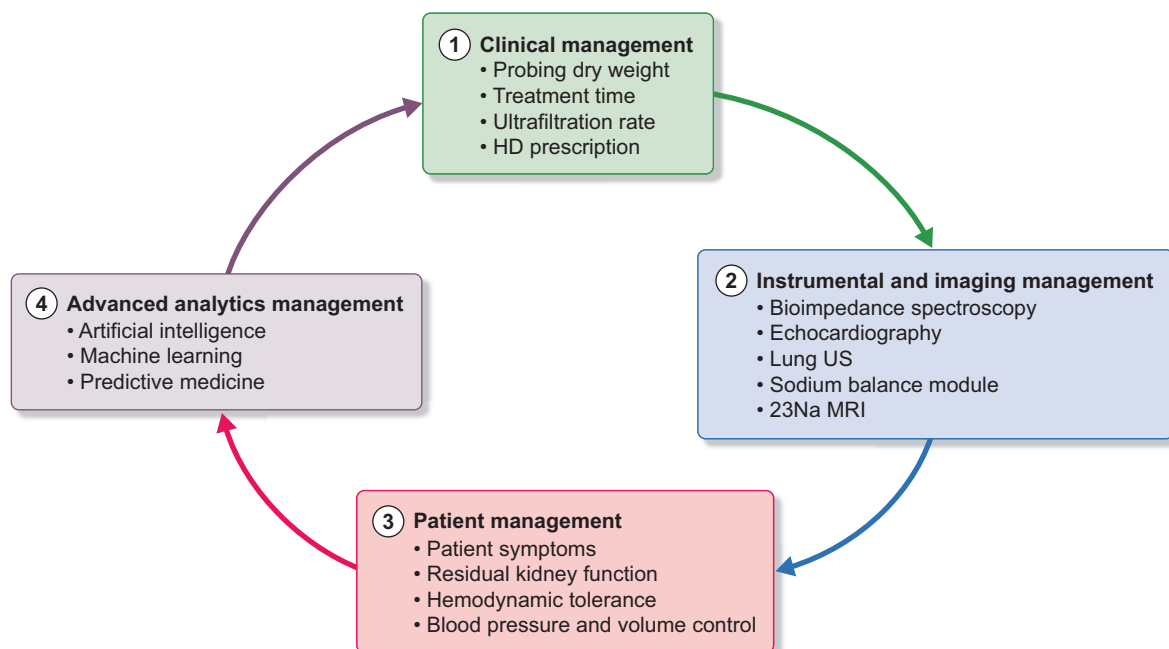 1 Clinical management
• Probing dry weight
• Treatment time
• Ultrafiltration rate
• HD prescription
2 Instrumental and imaging management
• Bioimpedance spectroscopy
• Echocardiography
• Lung US
• Sodium balance module
• 23Na MRI
3 Patient management
• Patient symptoms
• Residual kidney function
• Hemodynamic tolerance
• Blood pressure and volume control
4 Advanced analytics management
• Artificial intelligence
• Machine learning
• Predictive medicine